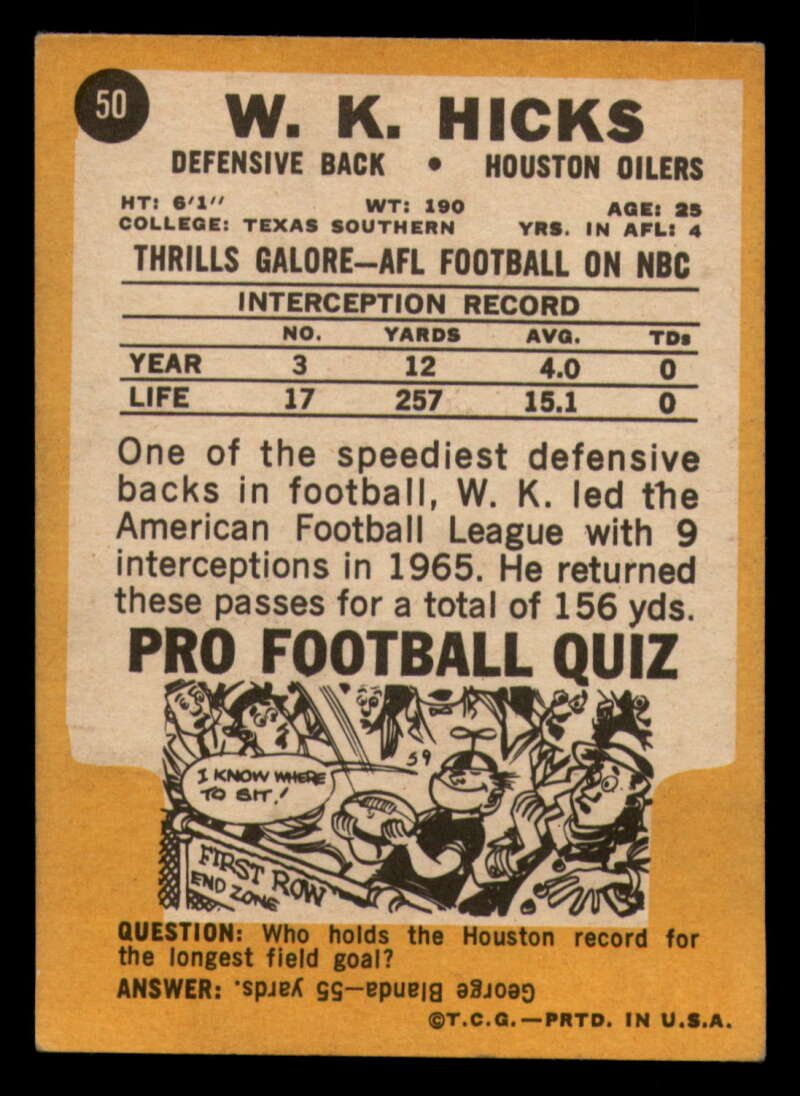 50
W. K. HICKS
DEFENSIVE BACK • HOUSTON OILERS
HT: 6'1" WT: 190 AGE: 25
COLLEGE: TEXAS SOUTHERN YRS. IN AFL: 4
THRILLS GALORE—AFL FOOTBALL ON NBC
INTERCEPTION RECORD
NO. YARDS AVG. TDs
YEAR 3 12 4.0 0
LIFE 17 257 15.1 0
One of the speediest defensive
backs in football, W. K. led the
American Football League with 9
interceptions in 1965. He returned
these passes for a total of 156 yds.
PRO FOOTBALL QUIZ
59
I KNOW WHERE
TO SIT!
FIRST ROW
END ZONE
QUESTION: Who holds the Houston record for
the longest field goal?
ANSWER: George Blanda—55 yards.
©T.C.G.—PRTD. IN U.S.A.